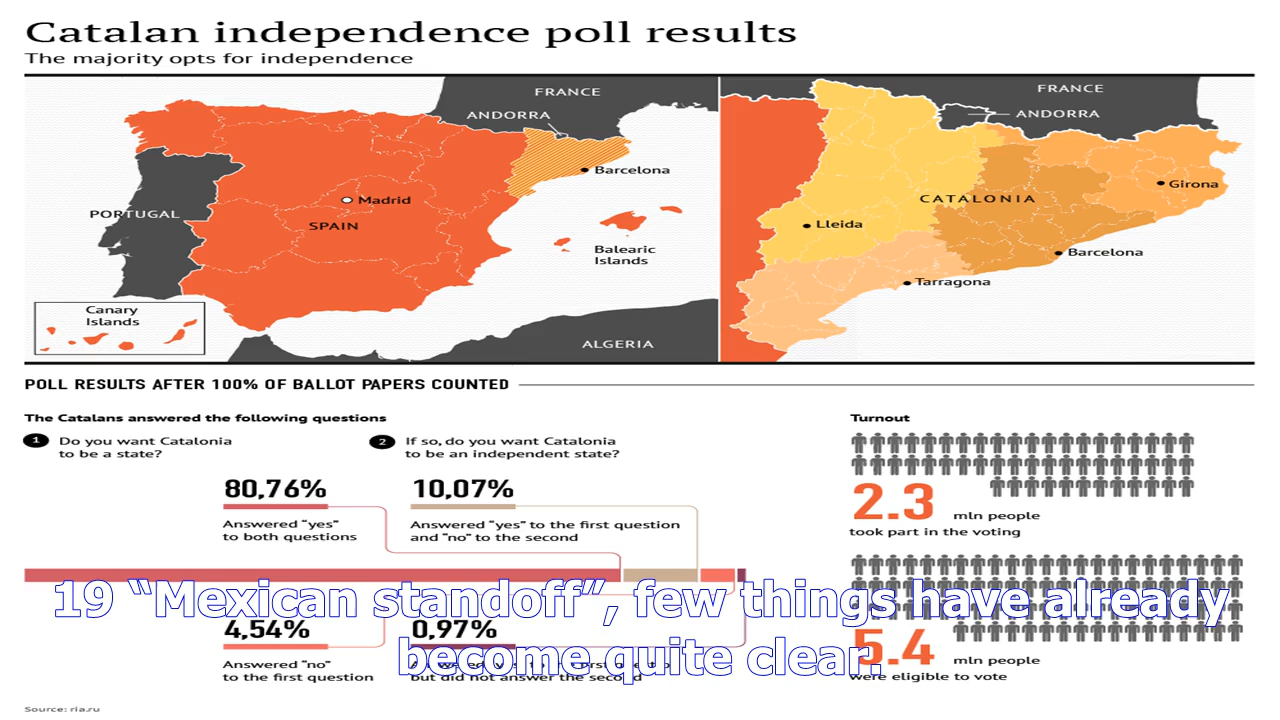 Catalan independence poll results
The majority opts for independence
FRANCE
ANDORRA
Barcelona
Madrid
PORTUGAL
SPAIN
Balearic
Islands
Canary
Islands
ALGERIA
FRANCE
ANDORRA
Girona
CATALONIA
Lleida
Barcelona
Tarragona
POLL RESULTS AFTER 100% OF BALLOT PAPERS COUNTED
The Catalans answered the following questions
1 Do you want Catalonia
to be a state?
2 If so, do you want Catalonia
to be an independent state?
80,76%
Answered "yes"
to both questions
10,07%
Answered "yes" to the first question
and "no" to the second
4,54%
Answered "no"
to the first question
0,97%
but did not answer the second
Turnout
2.3 mln people
took part in the voting
5.4 mln people
were eligible to vote
19 “Mexican standoff”, few things have already
become quite clear.
Source: ria.ru